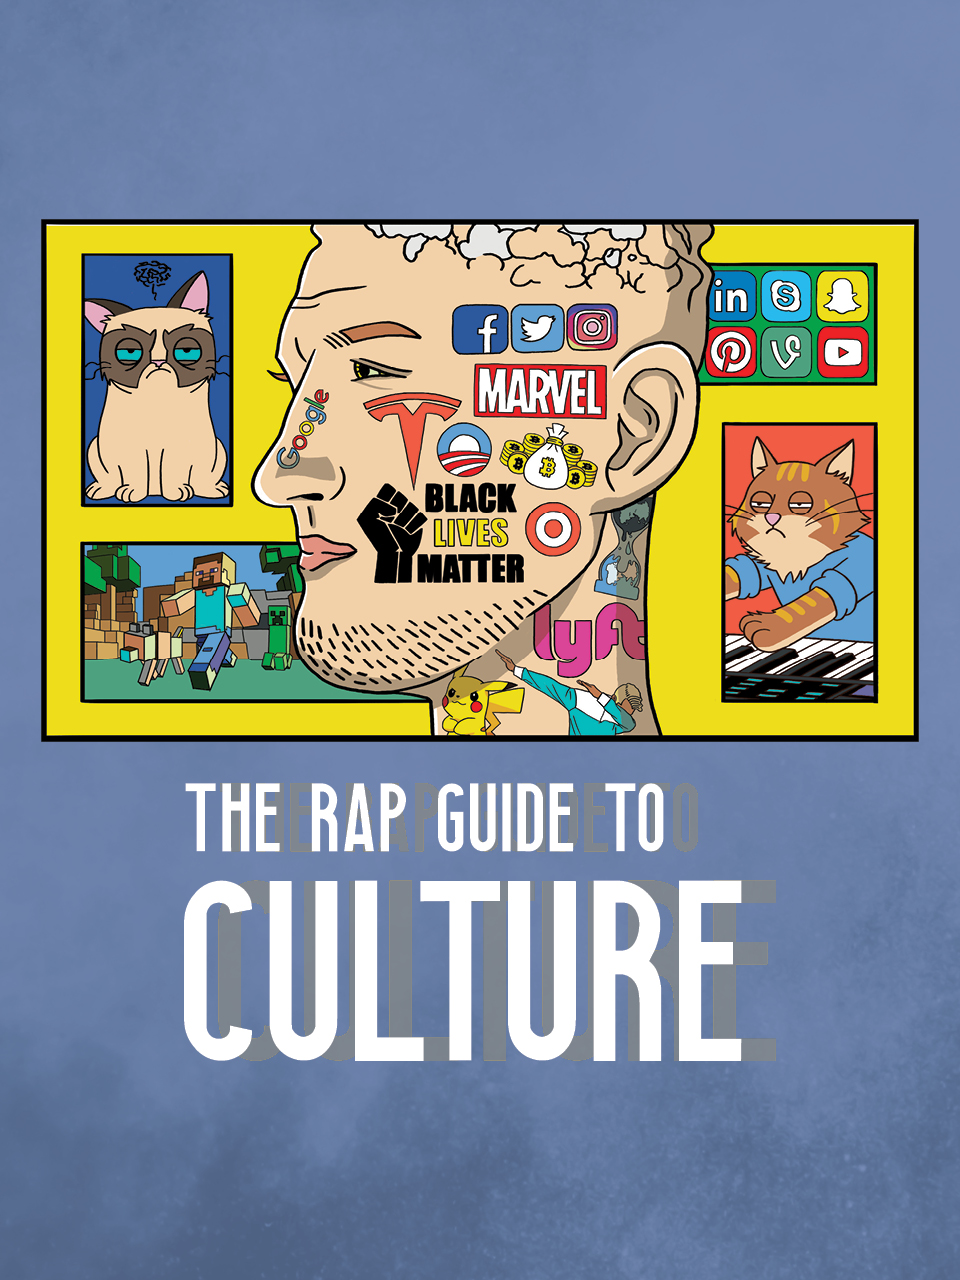 in
MARVEL
Google
BLACK
LIVES
MATTER
lyft
THE RAP GUIDE TO
CULTURE